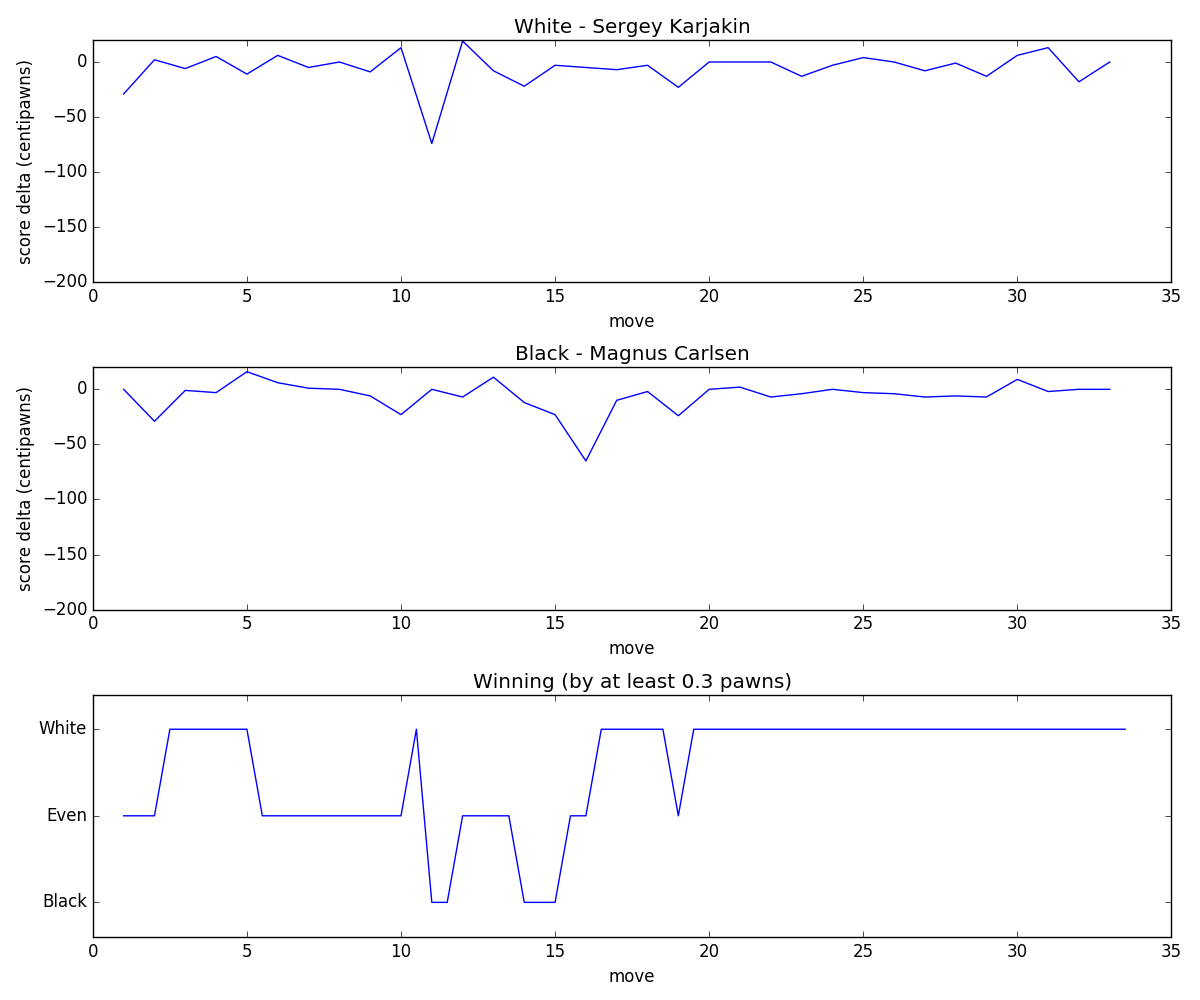 White - Sergey Karjakin
score delta (centipawns)
0
−50
−100
−150
−200
0 5 10 15 20 25 30 35
move
Black - Magnus Carlsen
score delta (centipawns)
0
−50
−100
−150
−200
0 5 10 15 20 25 30 35
move
Winning (by at least 0.3 pawns)
White
Even
Black
0 5 10 15 20 25 30 35
move